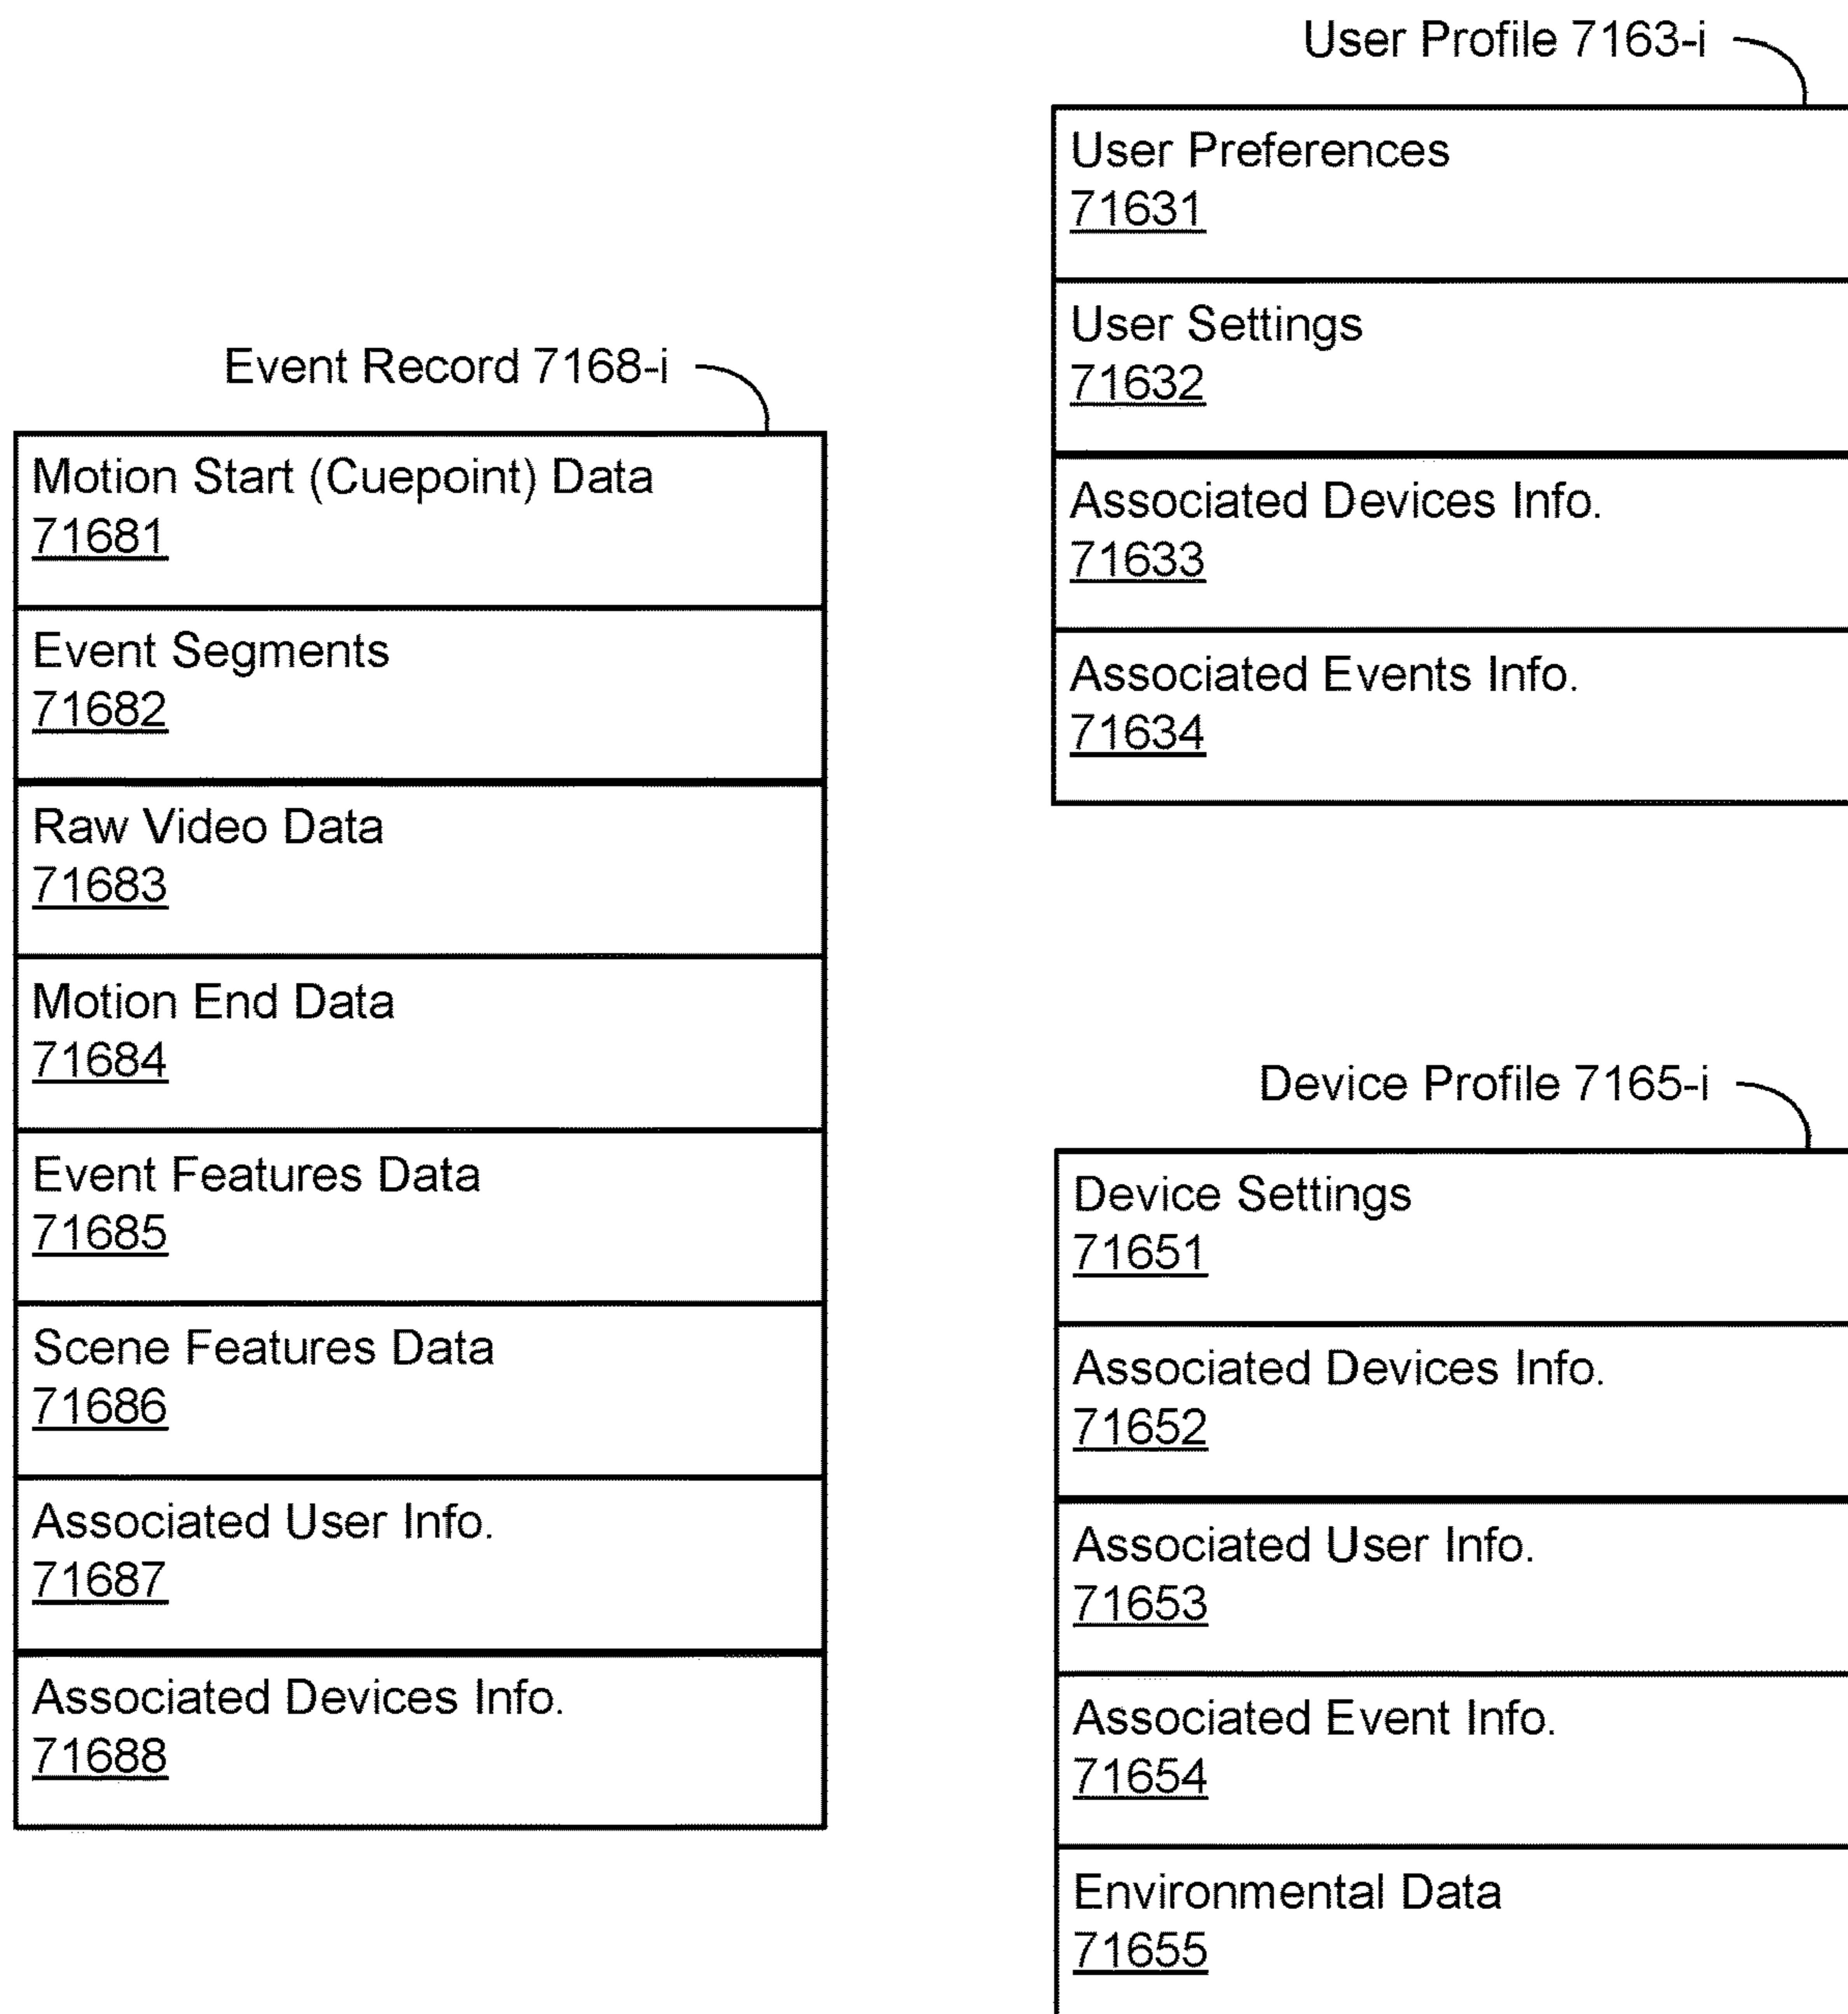 Event Record 7168-i
Motion Start (Cuepoint) Data
71681
Event Segments
71682
Raw Video Data
71683
Motion End Data
71684
Event Features Data
71685
Scene Features Data
71686
Associated User Info.
71687
Associated Devices Info.
71688
User Profile 7163-i
User Preferences
71631
User Settings
71632
Associated Devices Info.
71633
Associated Events Info.
71634
Device Profile 7165-i
Device Settings
71651
Associated Devices Info.
71652
Associated User Info.
71653
Associated Event Info.
71654
Environmental Data
71655